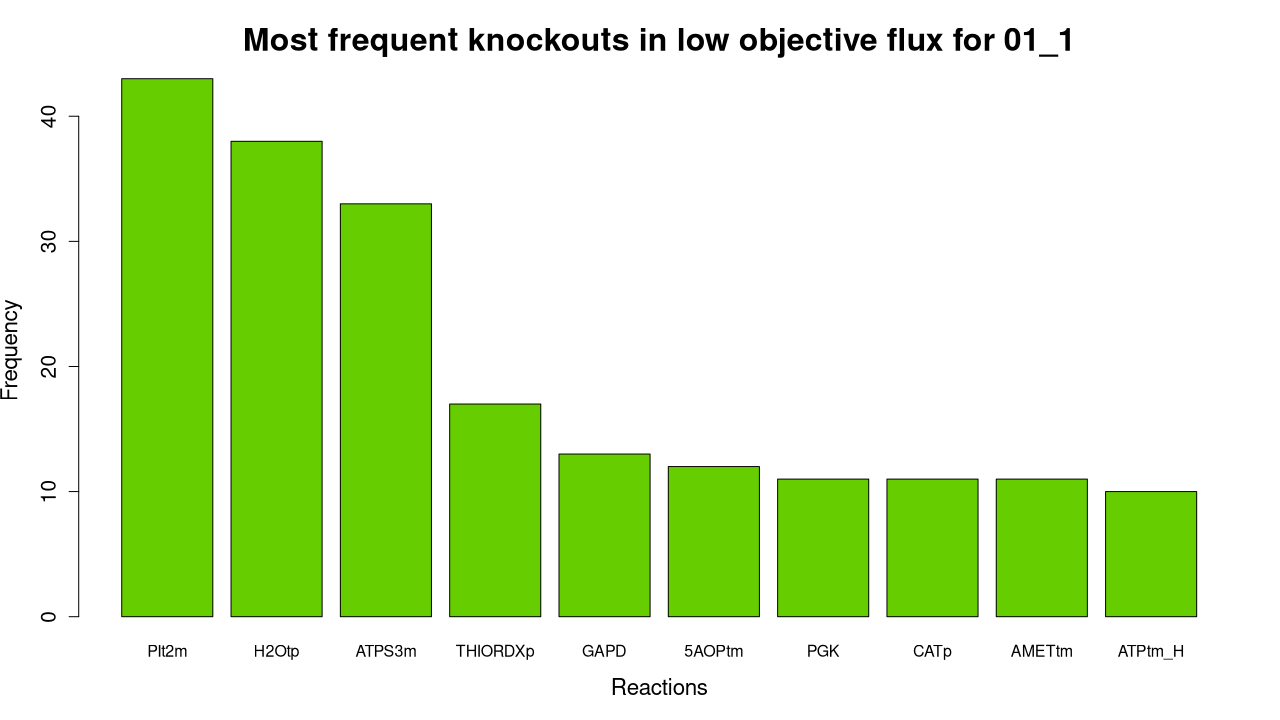 Most frequent knockouts in low objective flux for 01_1
Frequency
40
30
20
10
0
PIt2m H2Otp ATPS3m THIORDXp GAPD 5AOPtm PGK CATp AMETtm ATPtm_H
Reactions